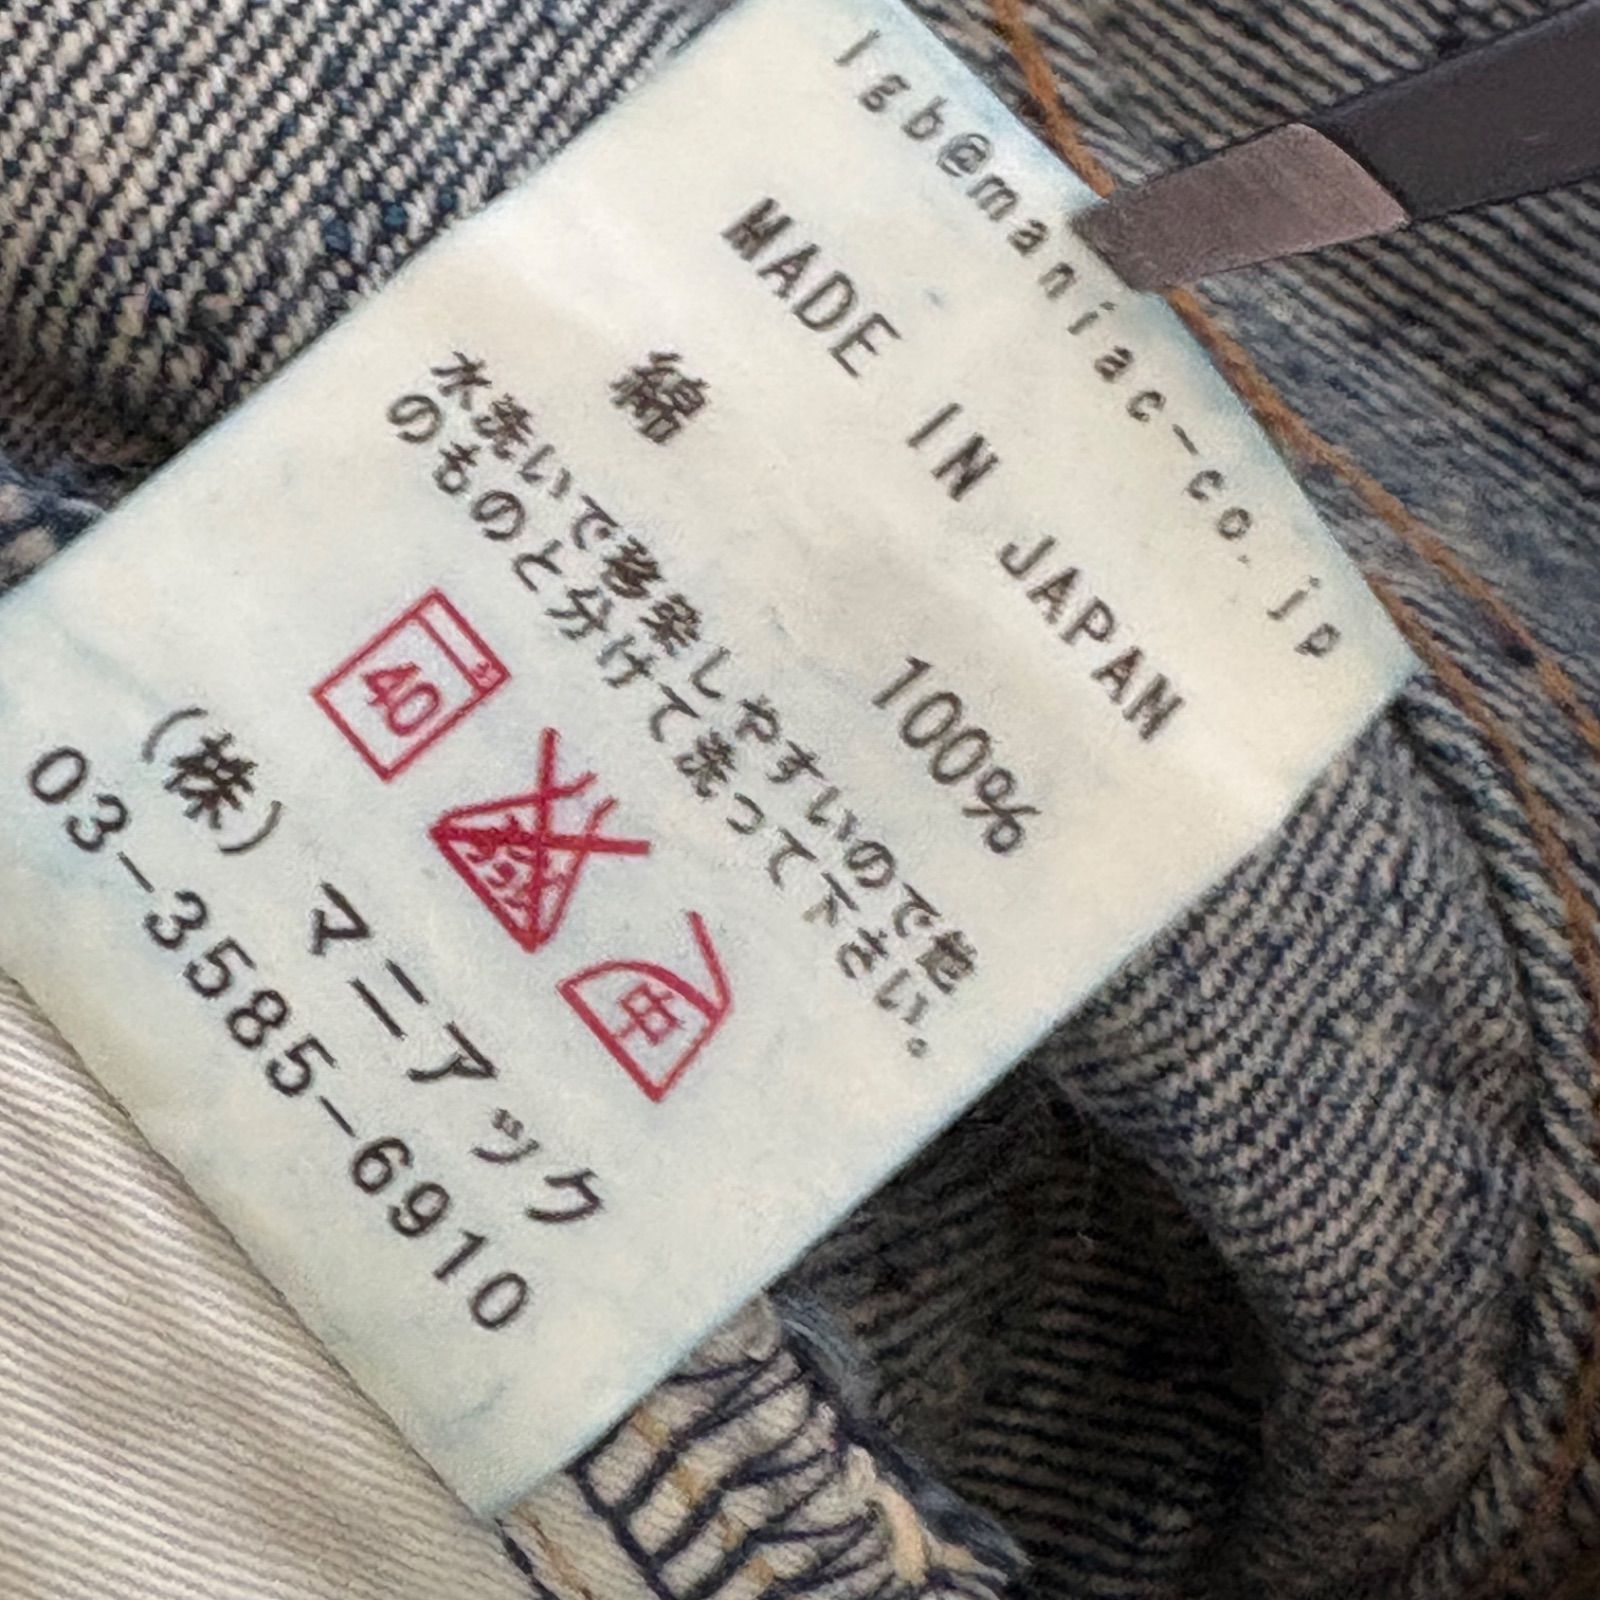 lgb@maniac-co.jp
MADE IN JAPAN
綿 100%
水洗いで移染しやすいので他
のものと分けて洗って下さい。
40
中
(株)マニアック
03-3585-6910